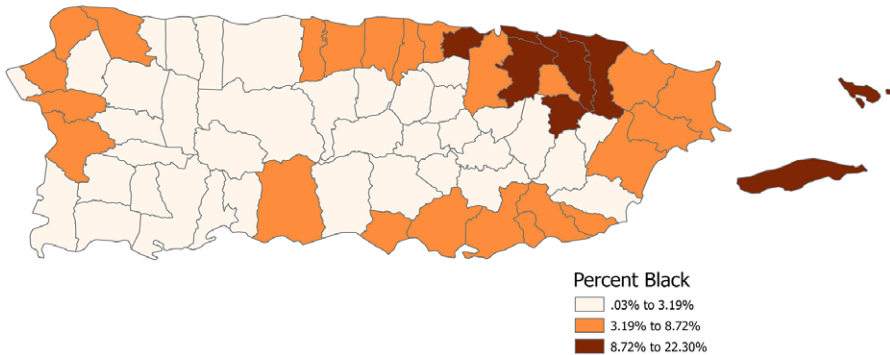 Percent Black
.03% to 3.19%
3.19% to 8.72%
8.72% to 22.30%